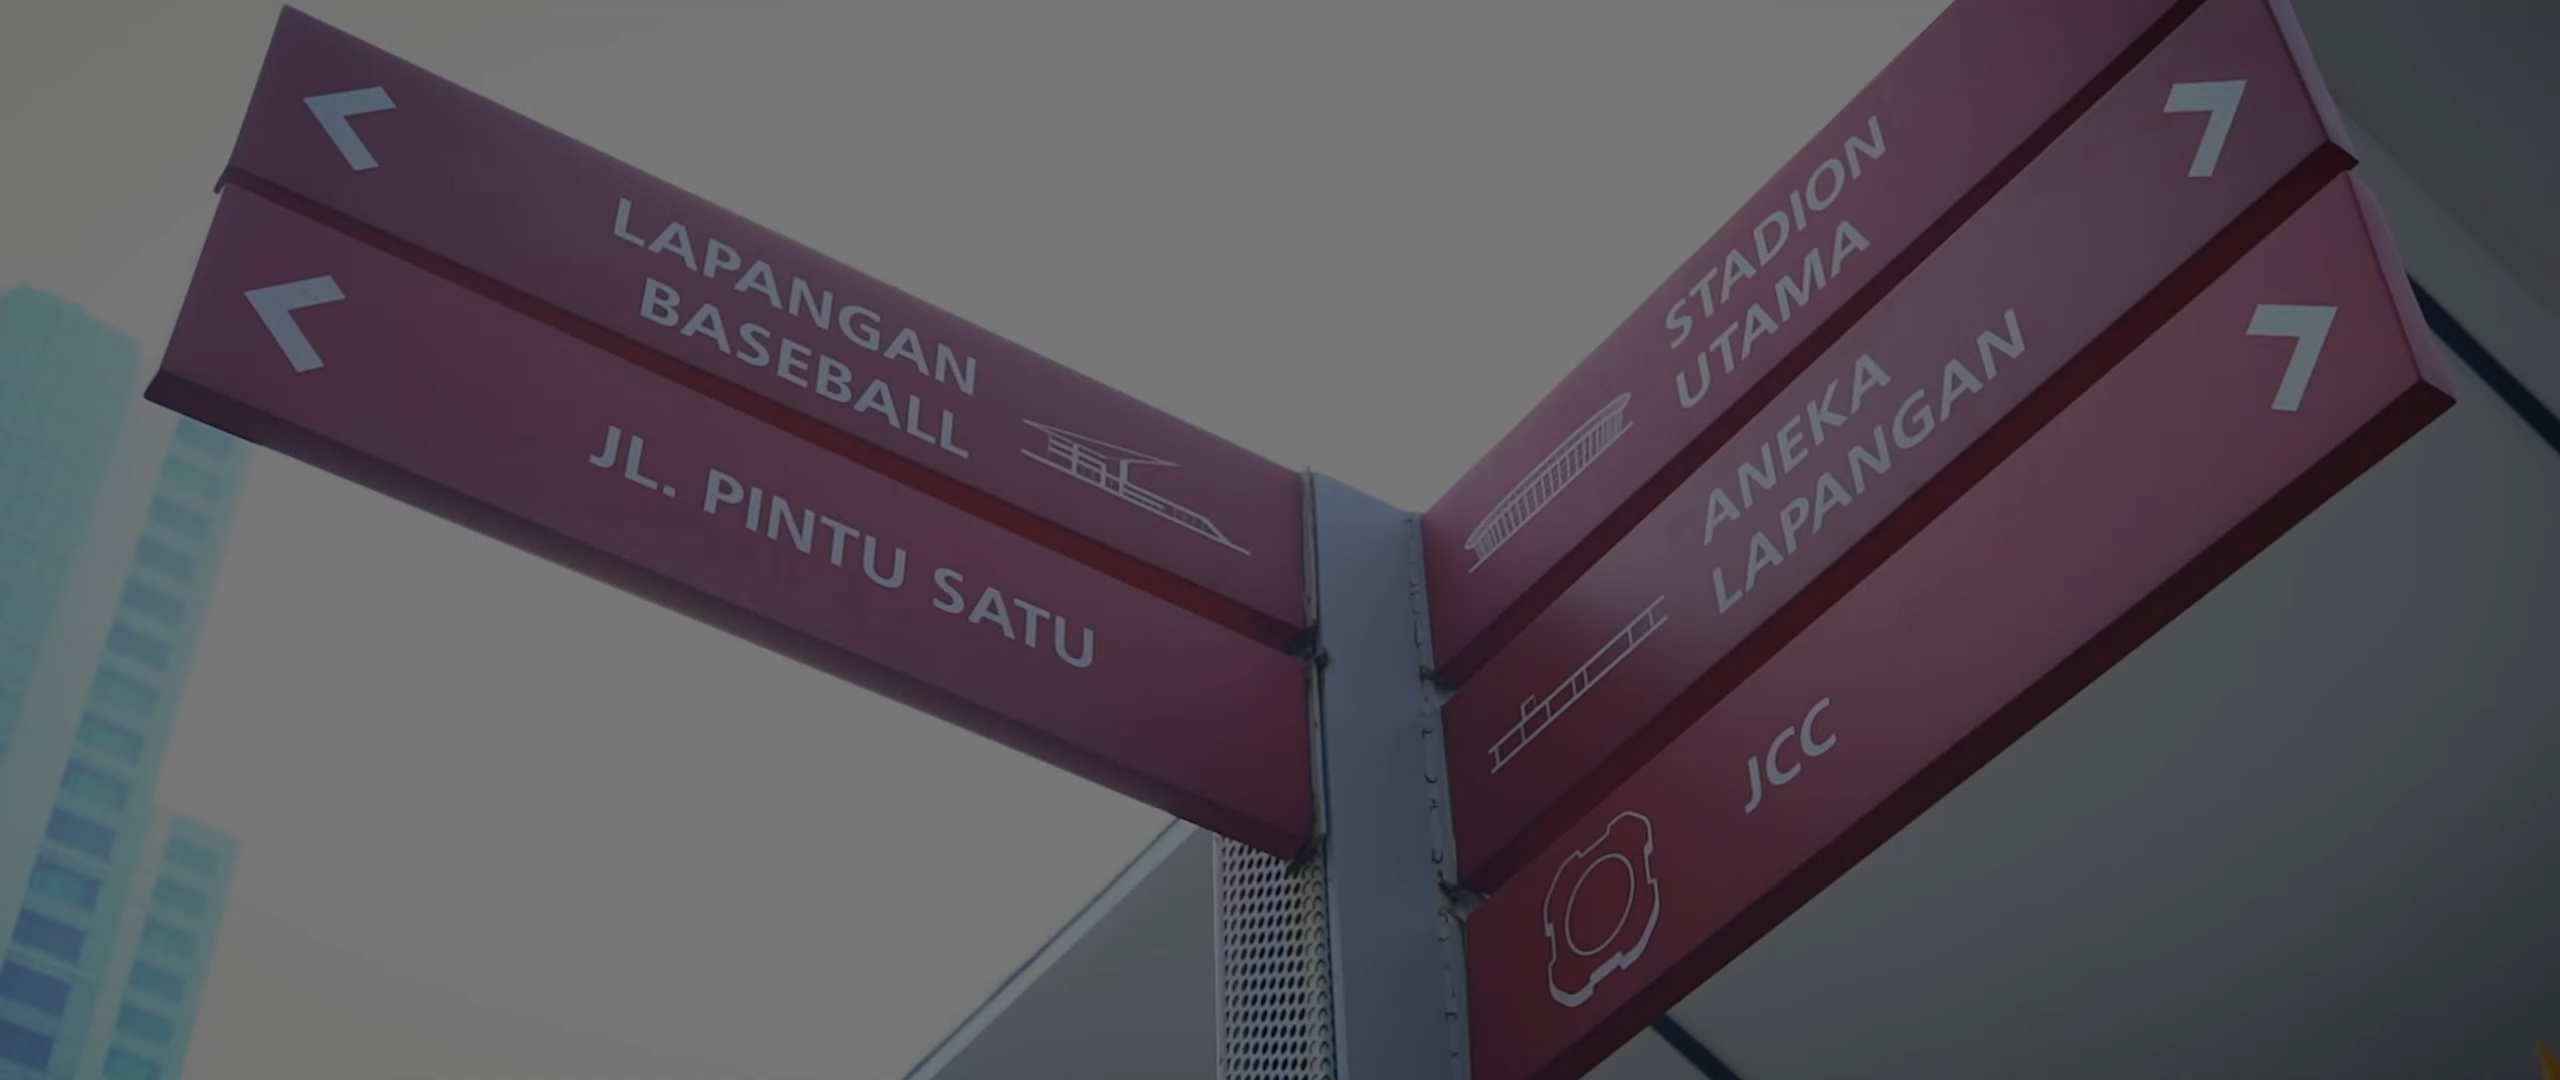 LAPANGAN
BASEBALL
JL. PINTU SATU
STADION
UTAMA
ANEKA
LAPANGAN
JCC